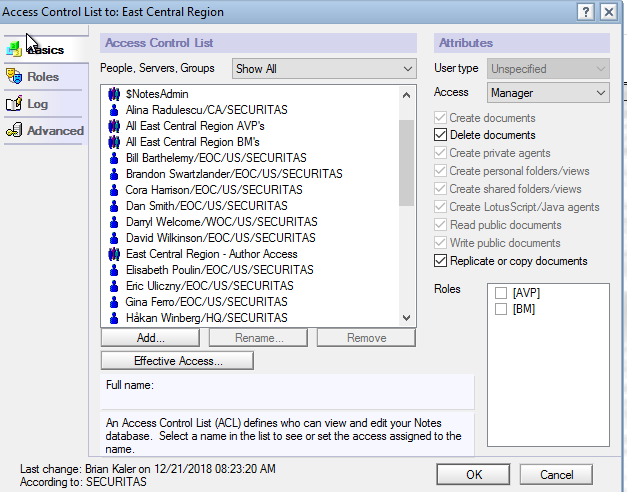 Access Control List to: East Central Region
Basics
Roles
Log
Advanced
Access Control List
People, Servers, Groups
Show All
$NotesAdmin
Alina Radulescu/CA/SECURITAS
All East Central Region AVP's
All East Central Region BM's
Bill Barthelemy/EOC/US/SECURITAS
Brandon Swartzlander/EOC/US/SECURITAS
Cora Harrison/EOC/US/SECURITAS
Dan Smith/EOC/US/SECURITAS
Darryl Welcome/WOC/US/SECURITAS
David Wilkinson/EOC/US/SECURITAS
East Central Region - Author Access
Elisabeth Poulin/EOC/US/SECURITAS
Eric Uliczny/EOC/US/SECURITAS
Gina Ferro/EOC/US/SECURITAS
Håkan Winberg/HQ/SECURITAS
Add...
Rename...
Remove
Effective Access...
Full name:
An Access Control List (ACL) defines who can view and edit your Notes
database. Select a name in the list to see or set the access assigned to the
name.
Attributes
User type
Unspecified
Access
Manager
Create documents
Delete documents
Create private agents
Create personal folders/views
Create shared folders/views
Create LotusScript/Java agents
Read public documents
Write public documents
Replicate or copy documents
Roles
[AVP]
[BM]
Last change: Brian Kaler on 12/21/2018 08:23:20 AM
According to: SECURITAS
OK
Cancel